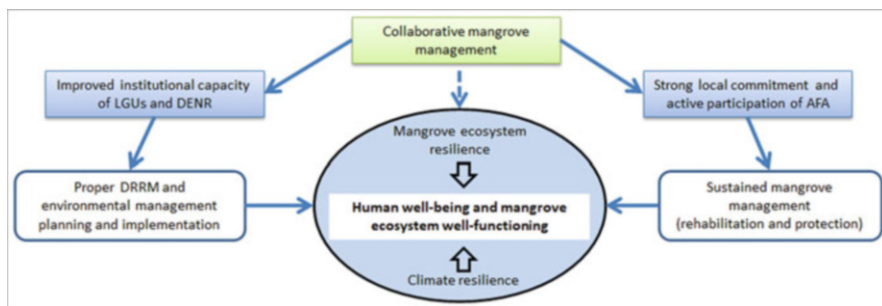 Collaborative mangrove
management
Improved institutional capacity
of LGUs and DENR
Strong local commitment and
active participation of AFA
Mangrove ecosystem
resilience
Proper DRRM and
environmental management
planning and implementation
Human well-being and mangrove
ecosystem well-functioning
Sustained mangrove
management
(rehabilitation and protection)
Climate resilience